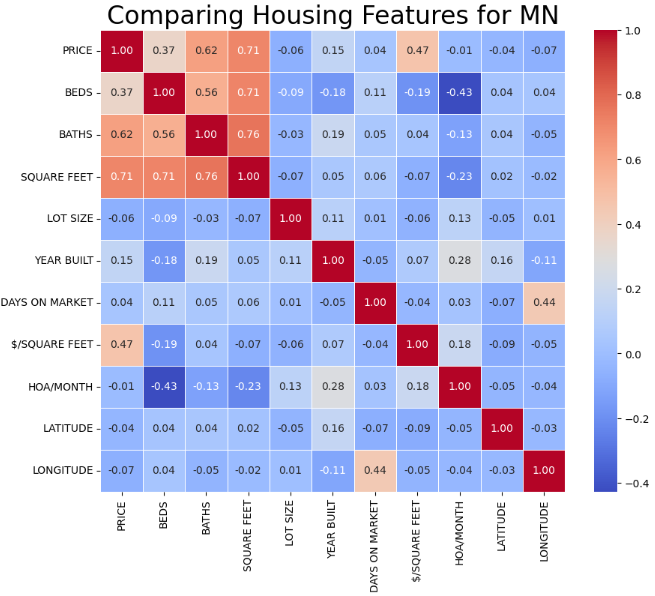 Comparing Housing Features for MN
PRICE 1.00 0.37 0.62 0.71 -0.06 0.15 0.04 0.47 -0.01 -0.04 -0.07
BEDS 0.37 1.00 0.56 0.71 -0.09 -0.18 0.11 -0.19 -0.43 0.04 0.04
BATHS 0.62 0.56 1.00 0.76 -0.03 0.19 0.05 0.04 -0.13 0.04 -0.05
SQUARE FEET 0.71 0.71 0.76 1.00 -0.07 0.05 0.06 -0.07 -0.23 0.02 -0.02
LOT SIZE -0.06 -0.09 -0.03 -0.07 1.00 0.11 0.01 -0.06 0.13 -0.05 0.01
YEAR BUILT 0.15 -0.18 0.19 0.05 0.11 1.00 -0.05 0.07 0.28 0.16 -0.11
DAYS ON MARKET 0.04 0.11 0.05 0.06 0.01 -0.05 1.00 -0.04 0.03 -0.07 0.44
$/SQUARE FEET 0.47 -0.19 0.04 -0.07 -0.06 0.07 -0.04 1.00 0.18 -0.09 -0.05
HOA/MONTH -0.01 -0.43 -0.13 -0.23 0.13 0.28 0.03 0.18 1.00 -0.05 -0.04
LATITUDE -0.04 0.04 0.04 0.02 -0.05 0.16 -0.07 -0.09 -0.05 1.00 -0.03
LONGITUDE -0.07 0.04 -0.05 -0.02 0.01 -0.11 0.44 -0.05 -0.04 -0.03 1.00
PRICE
BEDS
BATHS
SQUARE FEET
LOT SIZE
YEAR BUILT
DAYS ON MARKET
$/SQUARE FEET
HOA/MONTH
LATITUDE
LONGITUDE
1.0
0.8
0.6
0.4
0.2
0.0
−0.2
−0.4